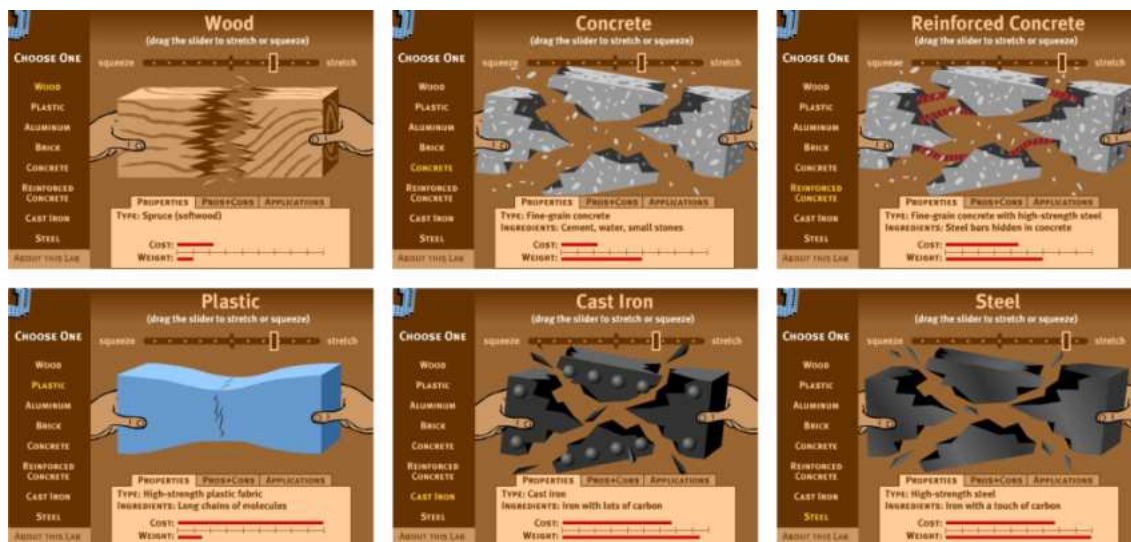 Wood
(drag the slider to stretch or squeeze)
CHOOSE ONE
squeeze
stretch
WOOD
PLASTIC
ALUMINUM
BRICK
CONCRETE
REINFORCED
CONCRETE
CAST IRON
STEEL
ABOUT THIS LAB
PROPERTIES PROS+CONS APPLICATIONS
TYPE: Spruce (softwood)
COST:
WEIGHT:
Concrete
(drag the slider to stretch or squeeze)
CHOOSE ONE
squeeze
stretch
WOOD
PLASTIC
ALUMINUM
BRICK
CONCRETE
REINFORCED
CONCRETE
CAST IRON
STEEL
ABOUT THIS LAB
PROPERTIES PROS+CONS APPLICATIONS
TYPE: Fine-grain concrete
INGREDIENTS: Cement, water, small stones
COST:
WEIGHT:
Reinforced Concrete
(drag the slider to stretch or squeeze)
CHOOSE ONE
squeeze
stretch
WOOD
PLASTIC
ALUMINUM
BRICK
CONCRETE
REINFORCED
CONCRETE
CAST IRON
STEEL
ABOUT THIS LAB
PROPERTIES PROS+CONS APPLICATIONS
TYPE: Fine-grain concrete with high-strength steel
INGREDIENTS: Steel bars hidden in concrete
COST:
WEIGHT:
Plastic
(drag the slider to stretch or squeeze)
CHOOSE ONE
squeeze
stretch
WOOD
PLASTIC
ALUMINUM
BRICK
CONCRETE
REINFORCED
CONCRETE
CAST IRON
STEEL
ABOUT THIS LAB
PROPERTIES PROS+CONS APPLICATIONS
TYPE: High-strength plastic fabric
INGREDIENTS: Long chains of molecules
COST:
WEIGHT:
Cast Iron
(drag the slider to stretch or squeeze)
CHOOSE ONE
squeeze
stretch
WOOD
PLASTIC
ALUMINUM
BRICK
CONCRETE
REINFORCED
CONCRETE
CAST IRON
STEEL
ABOUT THIS LAB
PROPERTIES PROS+CONS APPLICATIONS
TYPE: Cast iron
INGREDIENTS: Iron with lots of carbon
COST:
WEIGHT:
Steel
(drag the slider to stretch or squeeze)
CHOOSE ONE
squeeze
stretch
WOOD
PLASTIC
ALUMINUM
BRICK
CONCRETE
REINFORCED
CONCRETE
CAST IRON
STEEL
ABOUT THIS LAB
PROPERTIES PROS+CONS APPLICATIONS
TYPE: High-strength steel
INGREDIENTS: Iron with a touch of carbon
COST:
WEIGHT: